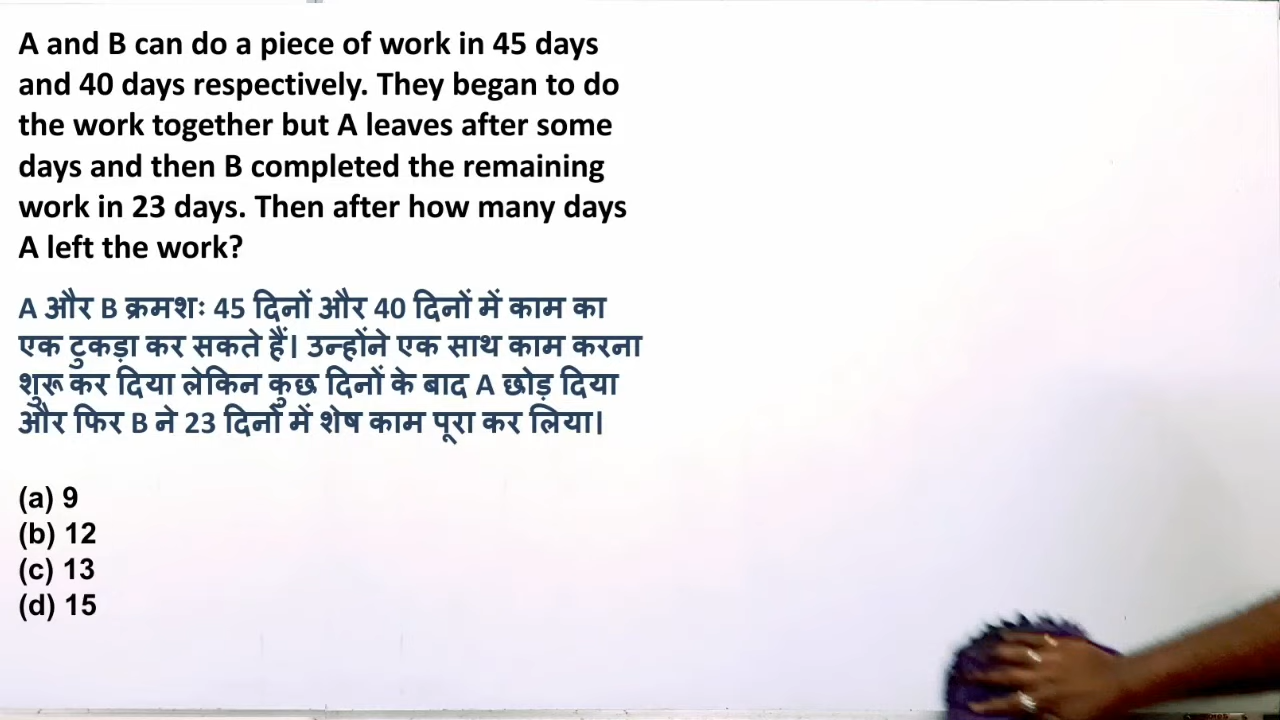 A and B can do a piece of work in 45 days
and 40 days respectively. They began to do
the work together but A leaves after some
days and then B completed the remaining
work in 23 days. Then after how many days
A left the work?
A और B क्रमशः 45 दिनों और 40 दिनों में काम का
एक टुकड़ा कर सकते हैं। उन्होंने एक साथ काम करना
शुरू कर दिया लेकिन कुछ दिनों के बाद A छोड़ दिया
और फिर B ने 23 दिनों में शेष काम पूरा कर लिया।
(a) 9
(b) 12
(c) 13
(d) 15